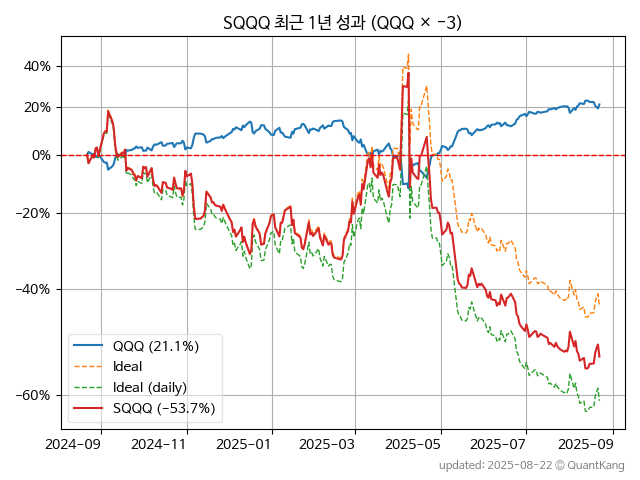 SQQQ 최근 1년 성과 (QQQ × −3)
40%
20%
0%
−20%
−40%
−60%
QQQ (21.1%)
Ideal
Ideal (daily)
SQQQ (−53.7%)
2024-09 2024-11 2025-01 2025-03 2025-05 2025-07 2025-09
updated: 2025-08-22 © QuantKang